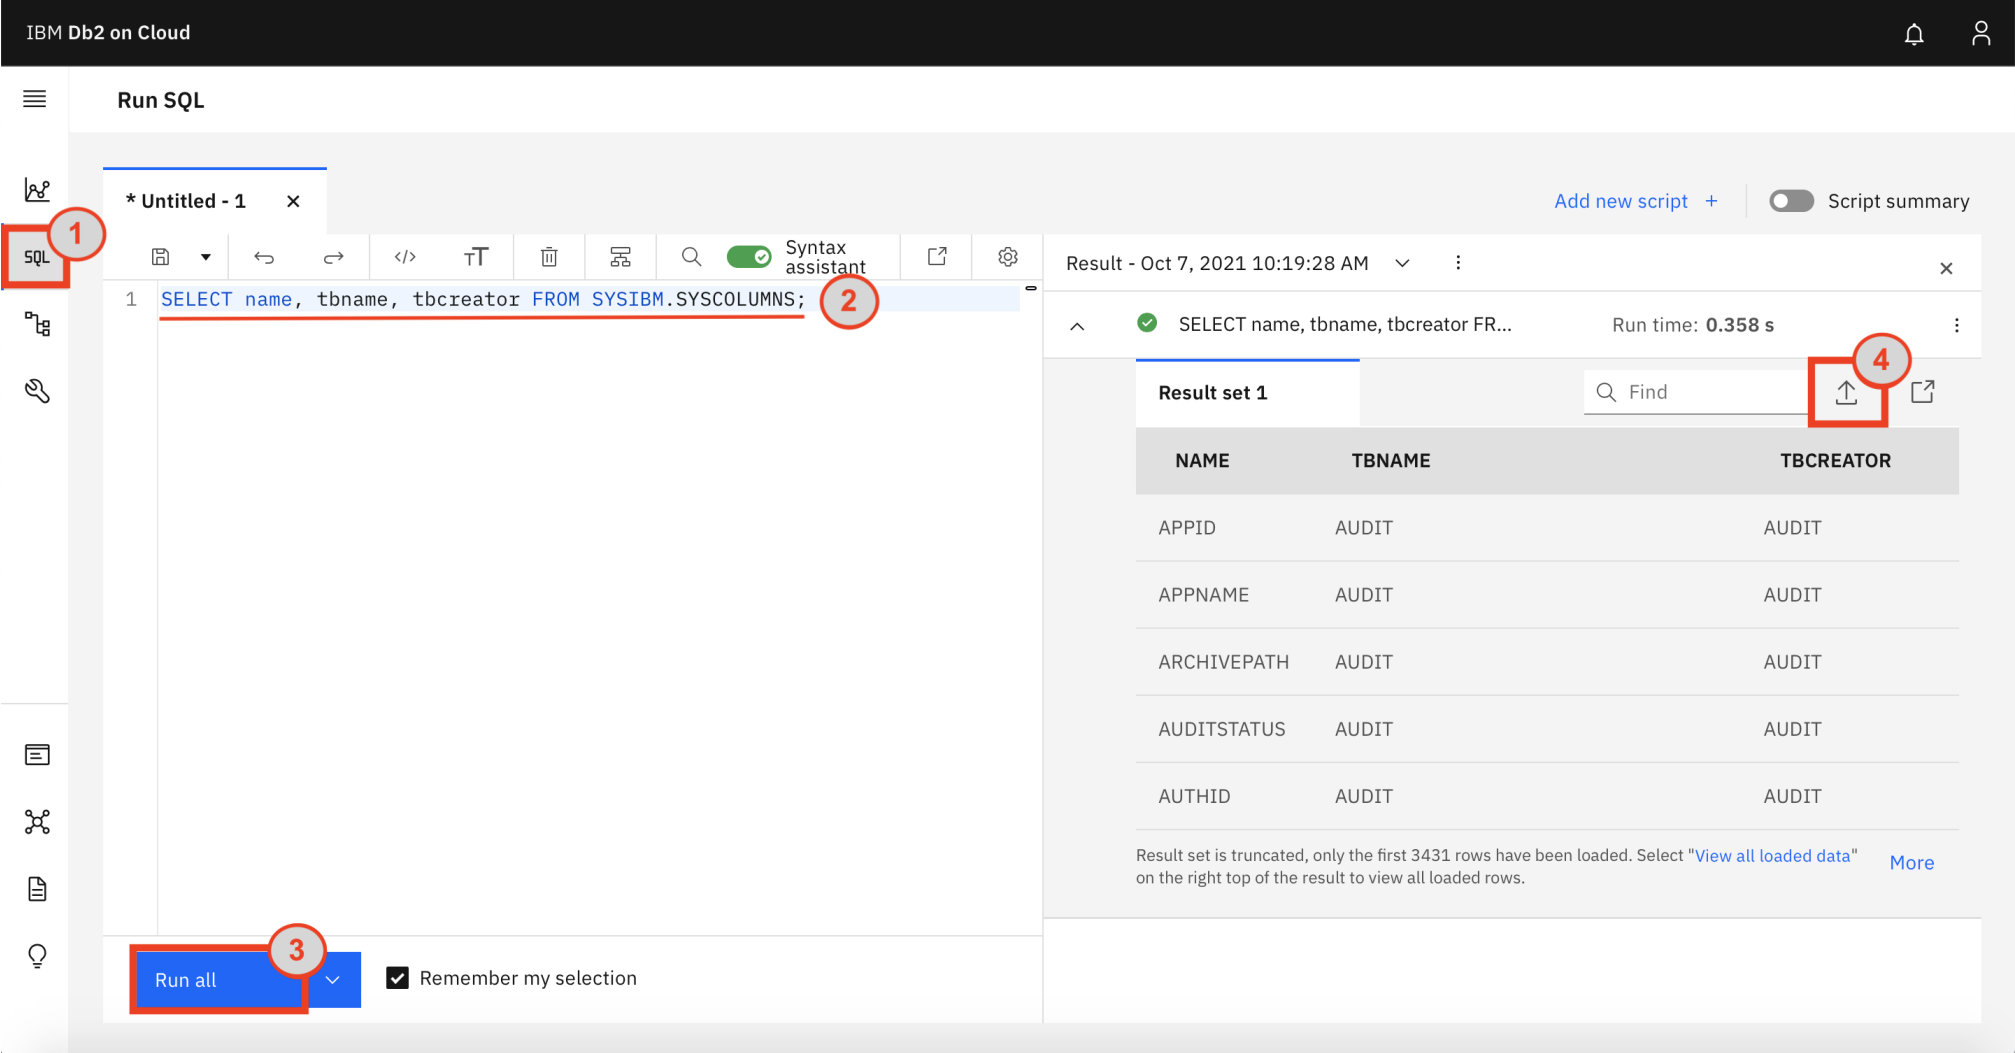 IBM Db2 on Cloud
Run SQL
* Untitled - 1
Add new script +
Script summary
1
SQL
Syntax
assistant
Result - Oct 7, 2021 10:19:28 AM
1 SELECT name, tbname, tbcreator FROM SYSIBM.SYSCOLUMNS;
2
SELECT name, tbname, tbcreator FR...
Run time: 0.358 s
4
Result set 1
Find
NAME TBNAME TBCREATOR
APPID AUDIT AUDIT
APPNAME AUDIT AUDIT
ARCHIVEPATH AUDIT AUDIT
AUDITSTATUS AUDIT AUDIT
AUTHID AUDIT AUDIT
Result set is truncated, only the first 3431 rows have been loaded. Select "View all loaded data"
on the right top of the result to view all loaded rows.
More
3
Run all
Remember my selection